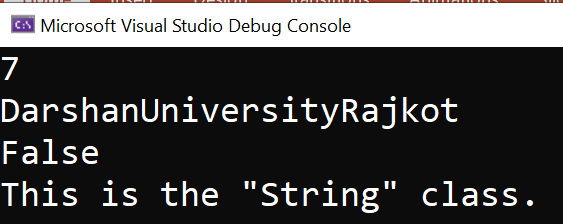 Microsoft Visual Studio Debug Console
7
DarshanUniversityRajkot
False
This is the "String" class.